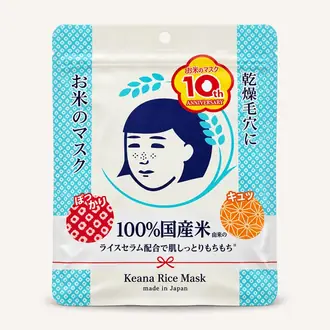 お米のマスク
10th
ANNIVERSARY
乾燥毛穴に
お米のマスク
ぽっかり
キュッ
100%国産米由来の
ライスセラム配合で肌しっとりもちもち※
Keana Rice Mask
made in Japan